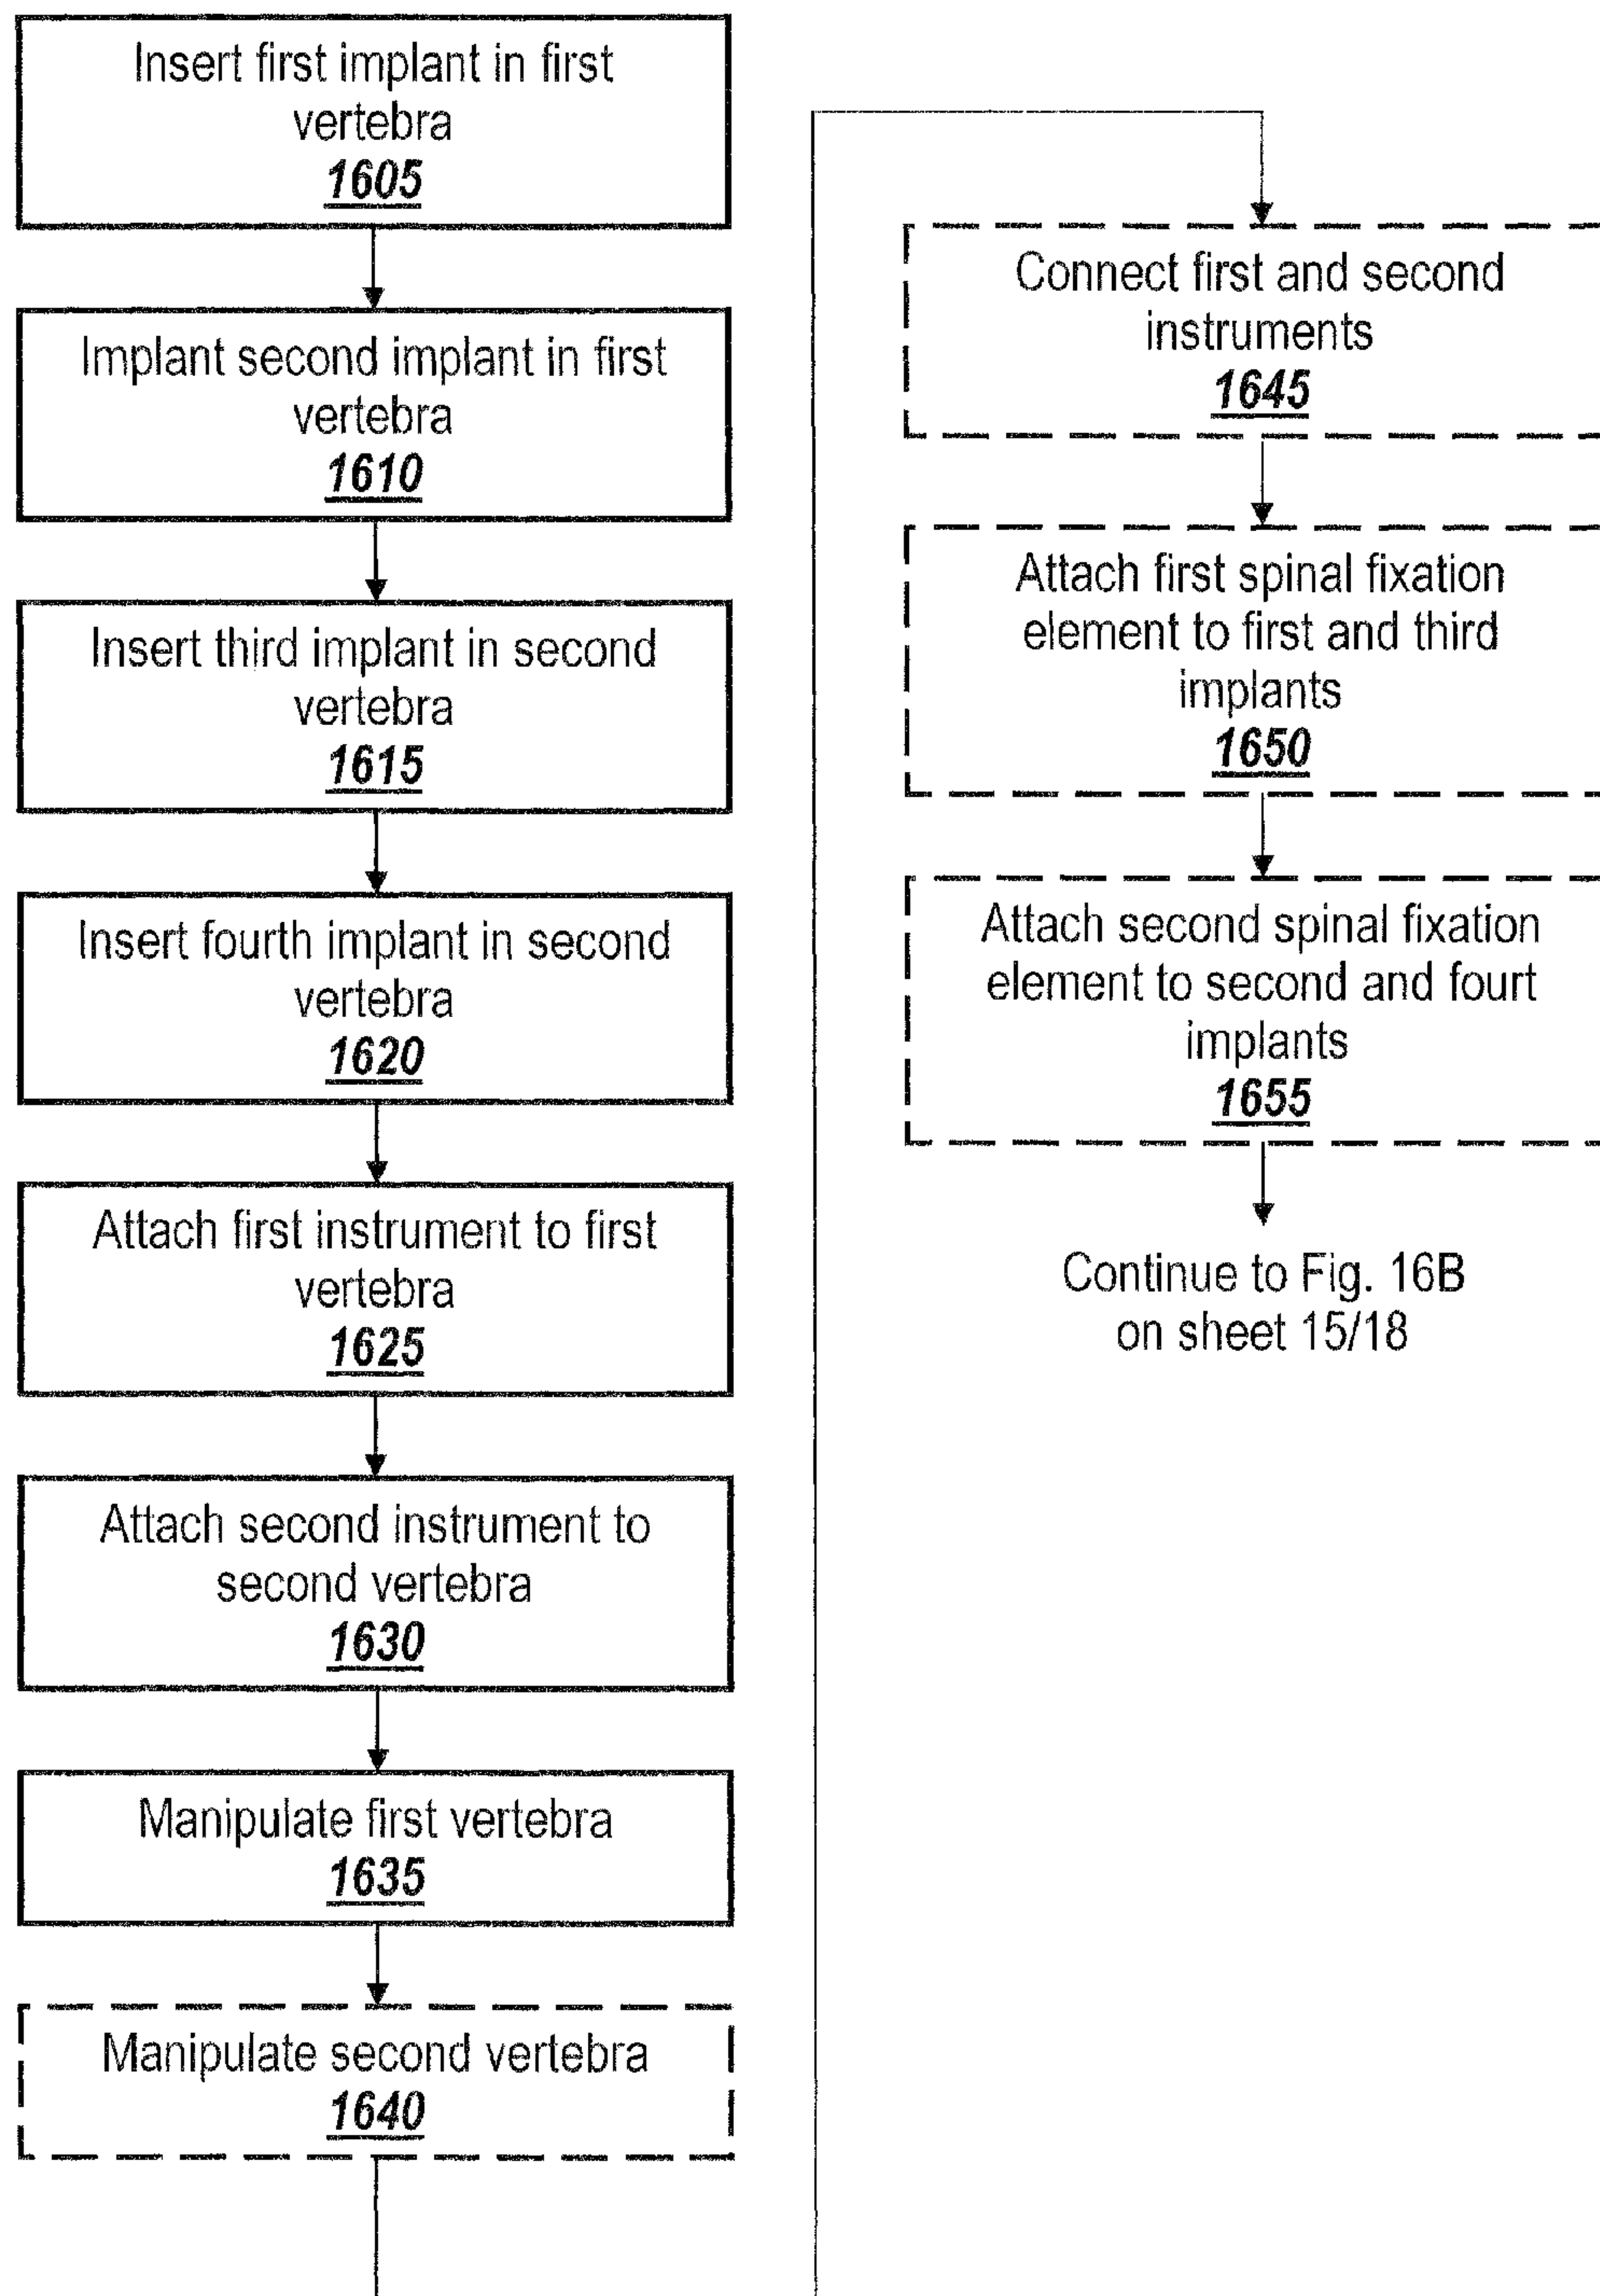 Insert first implant in first
vertebra
1605
Implant second implant in first
vertebra
1610
Insert third implant in second
vertebra
1615
Insert fourth implant in second
vertebra
1620
Attach first instrument to first
vertebra
1625
Attach second instrument to
second vertebra
1630
Manipulate first vertebra
1635
Manipulate second vertebra
1640
Connect first and second
instruments
1645
Attach first spinal fixation
element to first and third
implants
1650
Attach second spinal fixation
element to second and fourt
implants
1655
Continue to Fig. 16B
on sheet 15/18